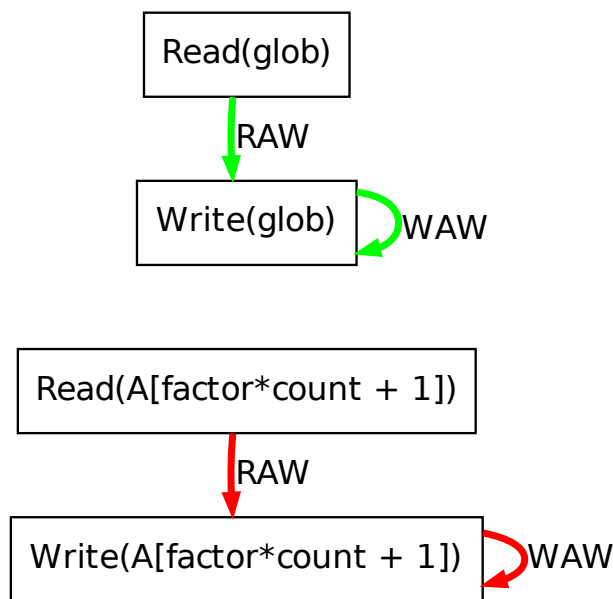 Read(glob)
RAW
Write(glob)
WAW
Read(A[factor*count + 1])
RAW
Write(A[factor*count + 1])
WAW